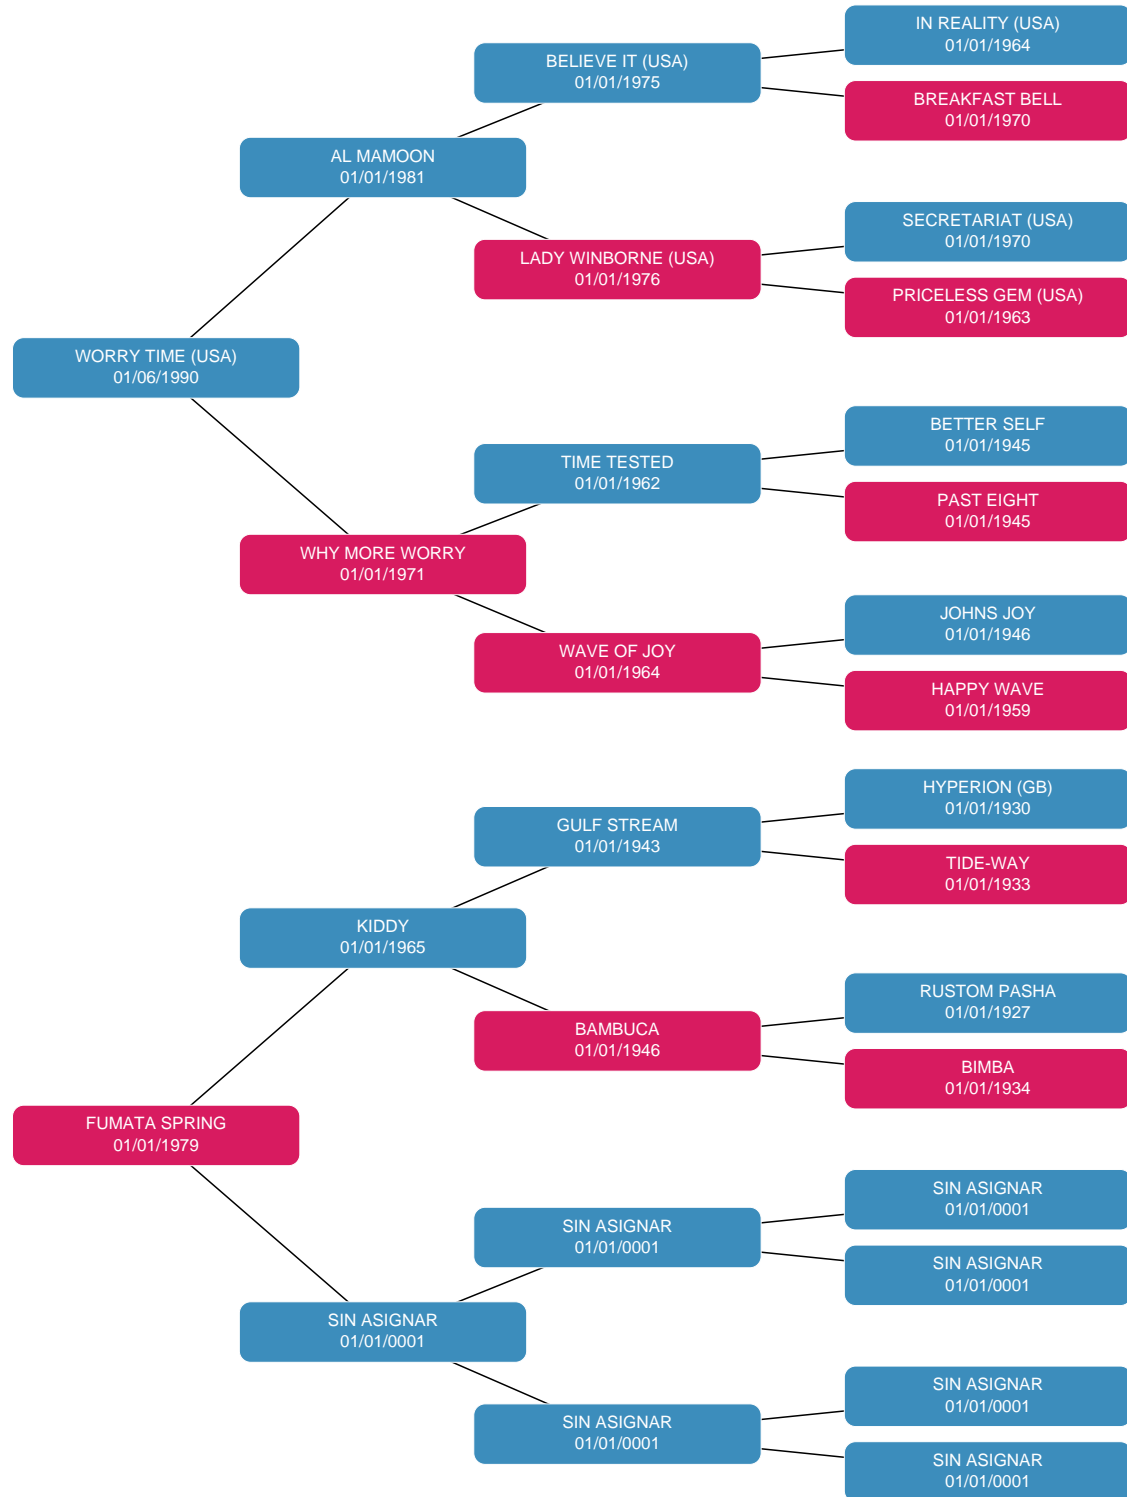 IN REALITY (USA)
01/01/1964
BELIEVE IT (USA)
01/01/1975
BREAKFAST BELL
01/01/1970
AL MAMOON
01/01/1981
SECRETARIAT (USA)
01/01/1970
LADY WINBORNE (USA)
01/01/1976
PRICELESS GEM (USA)
01/01/1963
WORRY TIME (USA)
01/06/1990
BETTER SELF
01/01/1945
TIME TESTED
01/01/1962
PAST EIGHT
01/01/1945
WHY MORE WORRY
01/01/1971
JOHNS JOY
01/01/1946
WAVE OF JOY
01/01/1964
HAPPY WAVE
01/01/1959
HYPERION (GB)
01/01/1930
GULF STREAM
01/01/1943
TIDE-WAY
01/01/1933
KIDDY
01/01/1965
RUSTOM PASHA
01/01/1927
BAMBUCA
01/01/1946
BIMBA
01/01/1934
FUMATA SPRING
01/01/1979
SIN ASIGNAR
01/01/0001
SIN ASIGNAR
01/01/0001
SIN ASIGNAR
01/01/0001
SIN ASIGNAR
01/01/0001
SIN ASIGNAR
01/01/0001
SIN ASIGNAR
01/01/0001
SIN ASIGNAR
01/01/0001